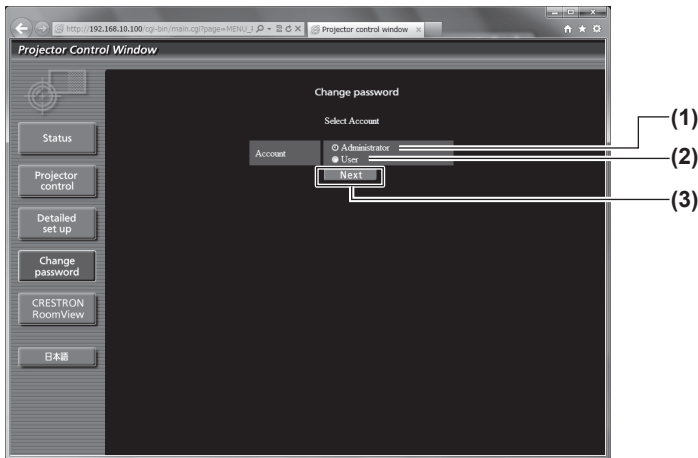 http://192.168.10.100/cgi-bin/main.cgi?page=MENU_
Projector control window
Projector Control Window
Change password
Select Account
Account
Administrator
User
Next
(1)
(2)
(3)
Status
Projector
control
Detailed
set up
Change
password
CRESTRON
RoomView
日本語